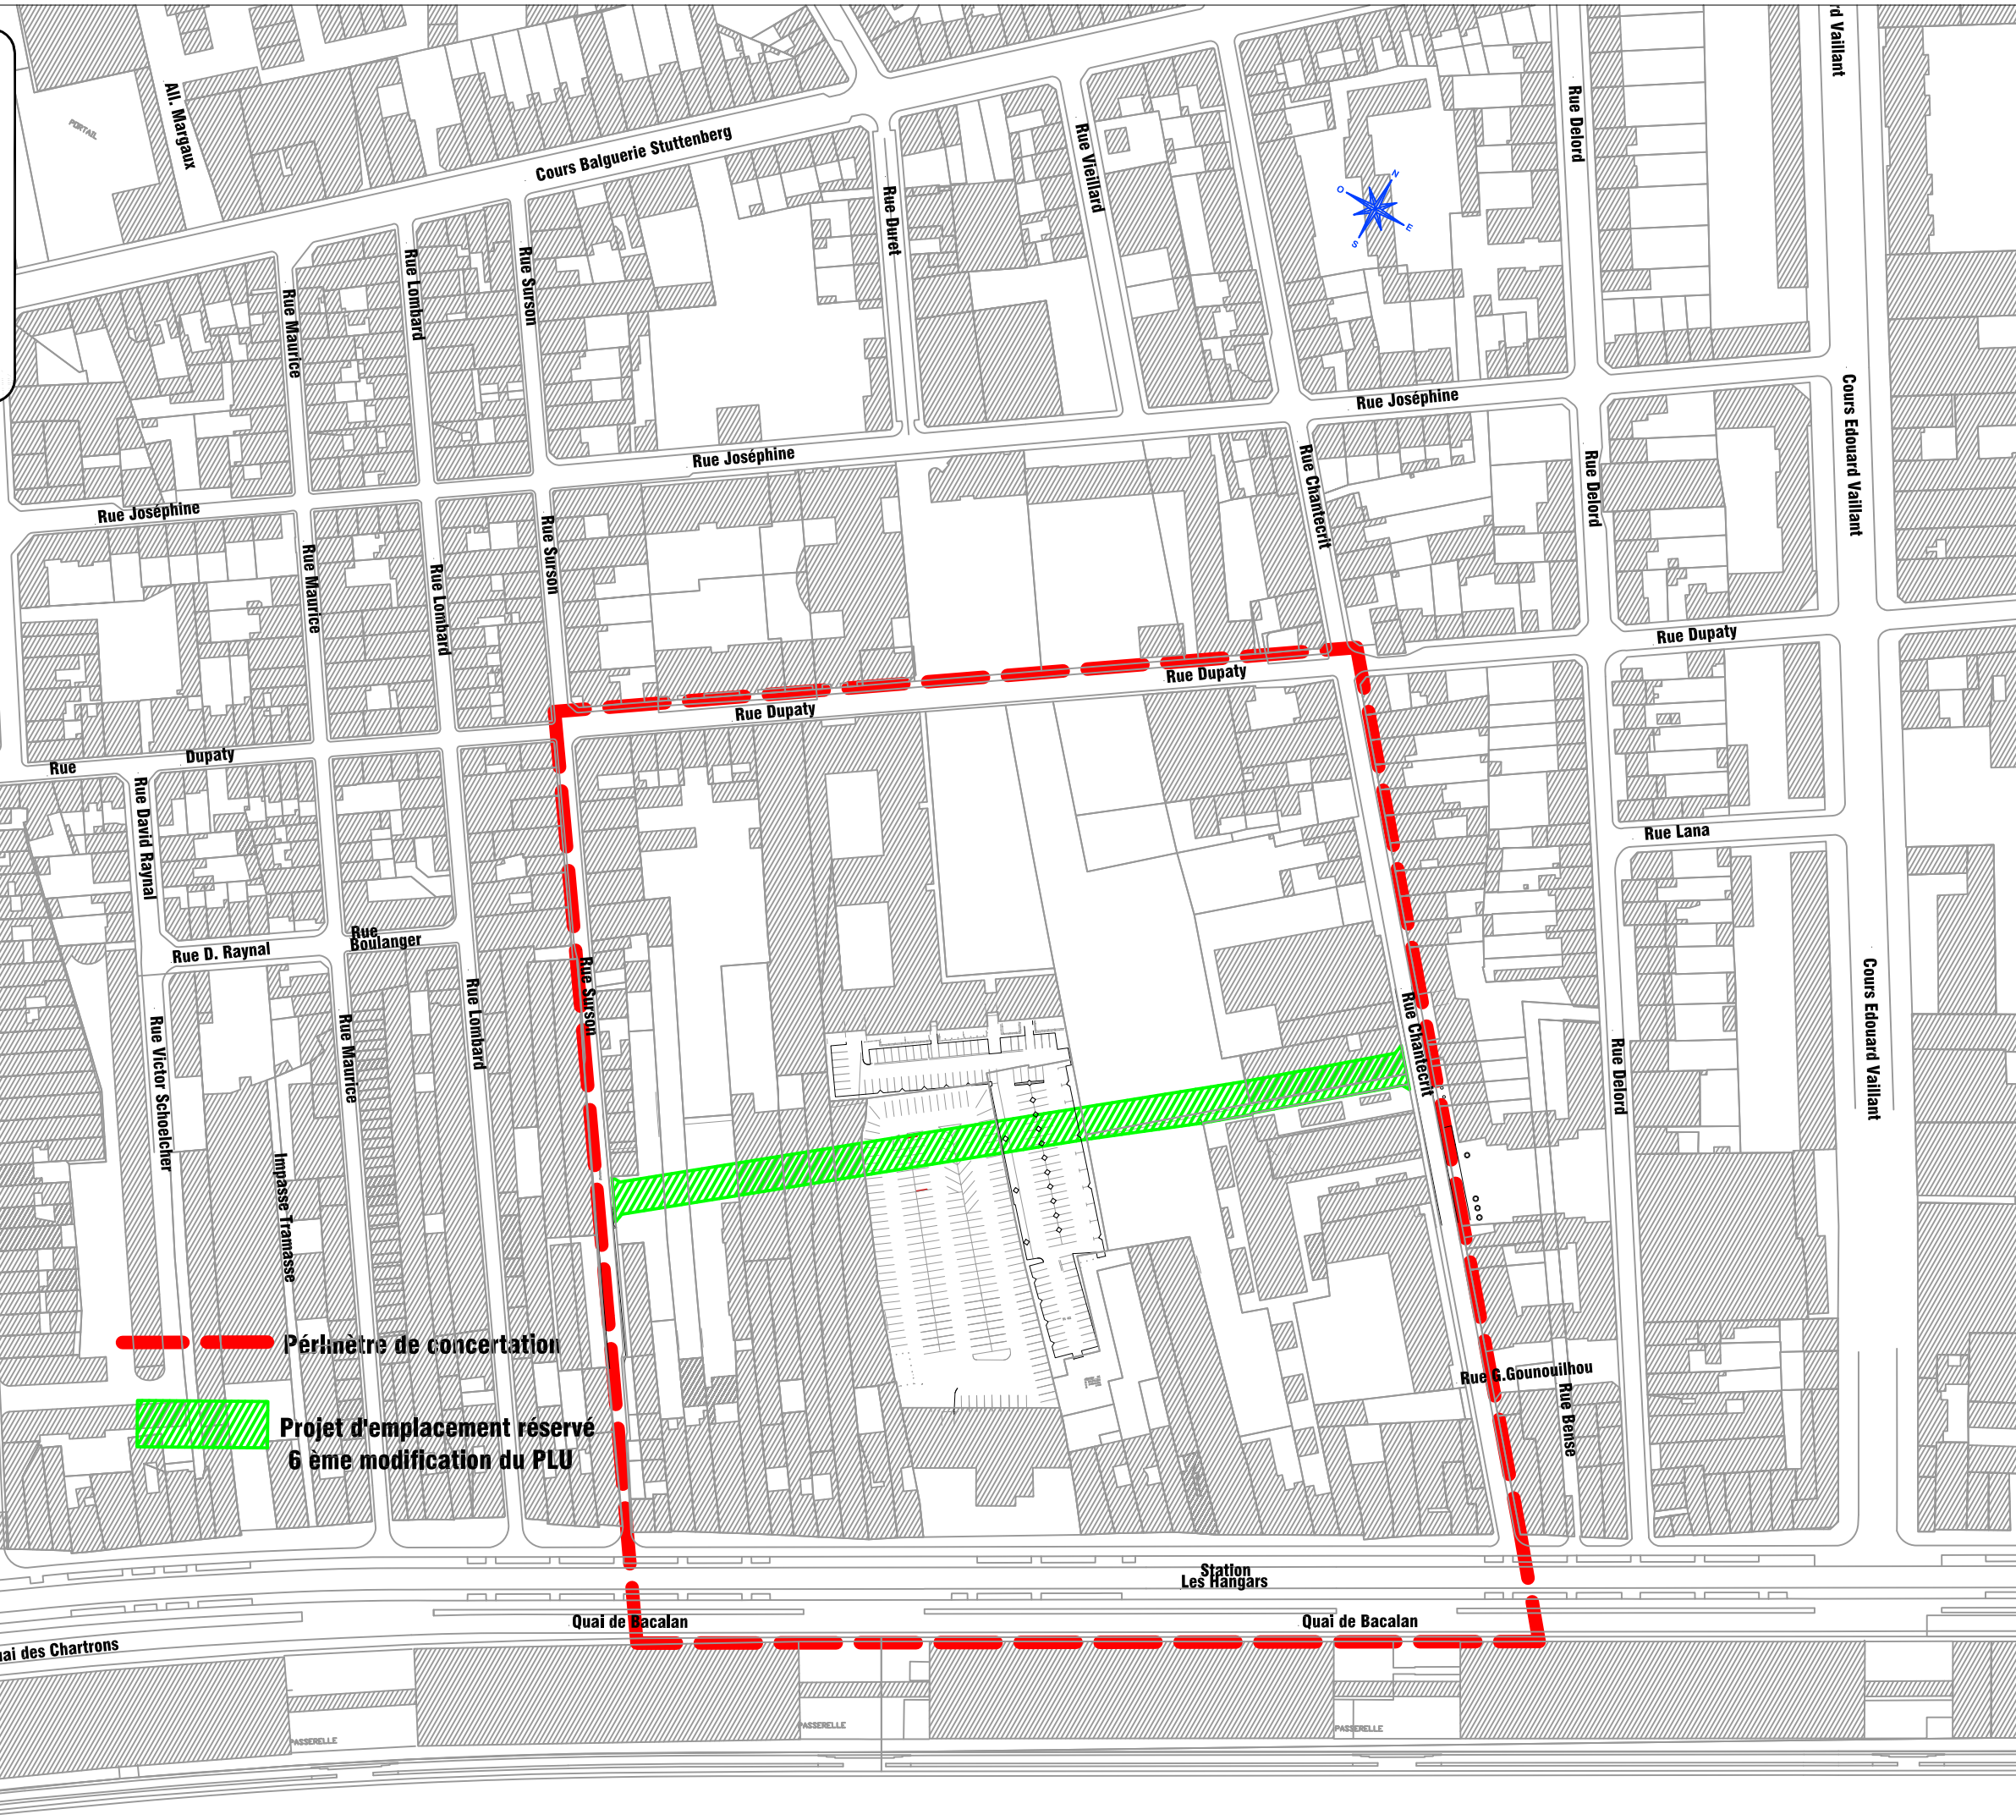 rd Vaillant
All. Margaux
PORTAIL
Cours Balguerie Stuttenberg
Rue Delord
Rue Vieillard
Rue Duret
N
O
E
S
Rue Maurice
Rue Lombard
Rue Surson
Rue Joséphine
Rue Joséphine
Rue Joséphine
Cours Edouard Vaillant
Rue Chantecrit
Rue Delord
Rue Surson
Rue Maurice
Rue Lombard
Rue Dupaty
Rue Dupaty
Rue Dupaty
Rue
Dupaty
Rue David Raynal
Rue Lana
Rue
Boulanger
Rue D. Raynal
Rue Surson
Rue Lombard
Rue Maurice
Rue Victor Schoelcher
Rue Chantecrit
Rue Delord
Cours Edouard Vaillant
Impasse Tramasse
Périmètre de concertation
Rue G.Gounouilhou
Rue Bense
Projet d'emplacement réservé
6 ème modification du PLU
Station
Les Hangars
Quai de Bacalan
Quai de Bacalan
uai des Chartrons
PASSERELLE
PASSERELLE
PASSERELLE